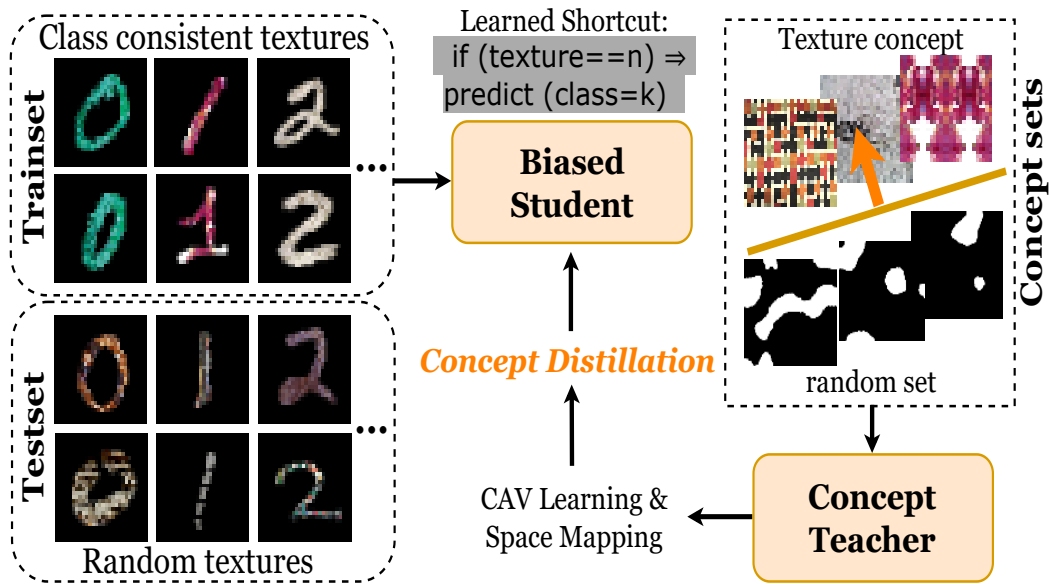 Class consistent textures
Trainset
...
Testset
...
Random textures
Learned Shortcut:
if (texture==n) ⇒
predict (class=k)
Biased
Student
Concept Distillation
CAV Learning &
Space Mapping
Texture concept
Concept sets
random set
Concept
Teacher